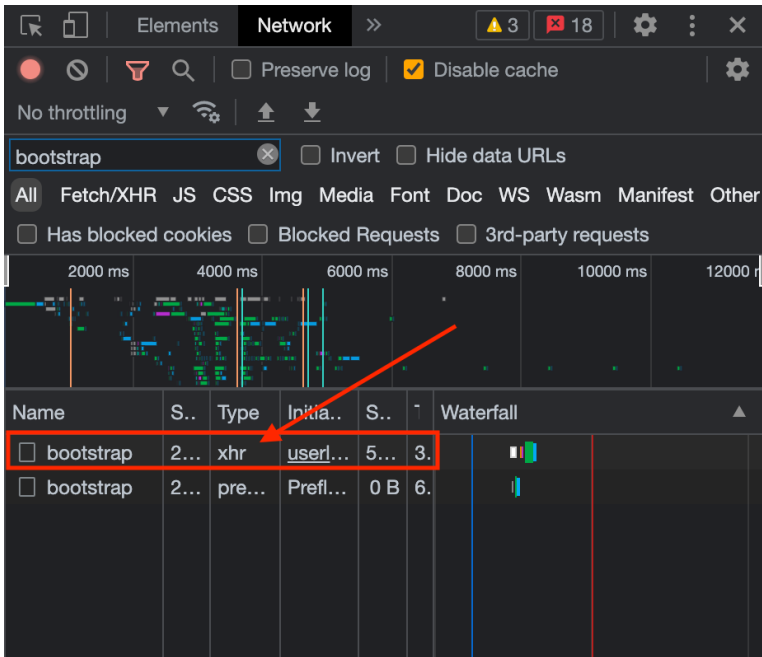 Elements Network 3 18
Preserve log Disable cache
No throttling
bootstrap Invert Hide data URLs
All Fetch/XHR JS CSS Img Media Font Doc WS Wasm Manifest Other
Has blocked cookies Blocked Requests 3rd-party requests
2000 ms 4000 ms 6000 ms 8000 ms 10000 ms 12000
Name S.. Type Initia.. S.. Waterfall
bootstrap 2... xhr userl... 5... 3.
bootstrap 2... pre... Prefl... 0 B 6.